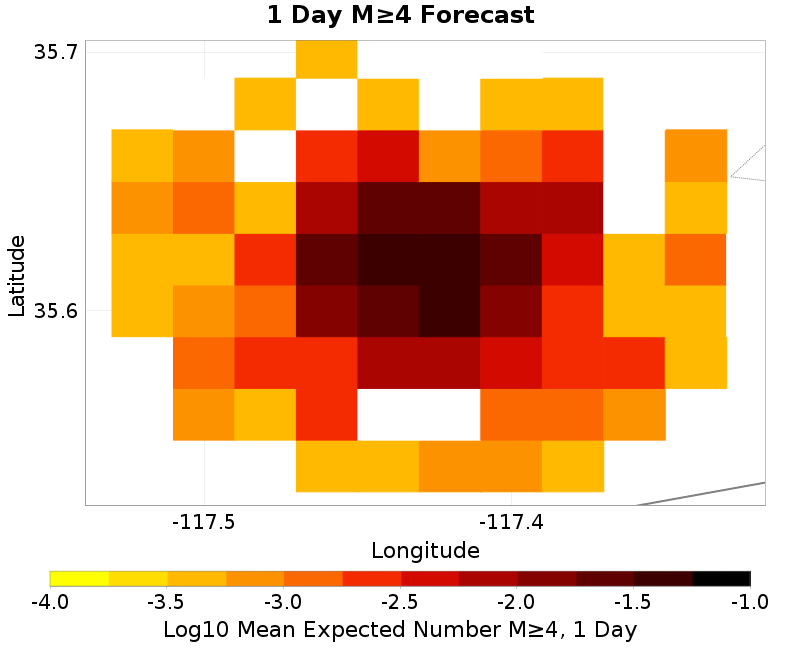 1 Day M≥4 Forecast
35.7
35.6
Latitude
-117.5 -117.4
Longitude
-4.0 -3.5 -3.0 -2.5 -2.0 -1.5 -1.0
Log10 Mean Expected Number M≥4, 1 Day